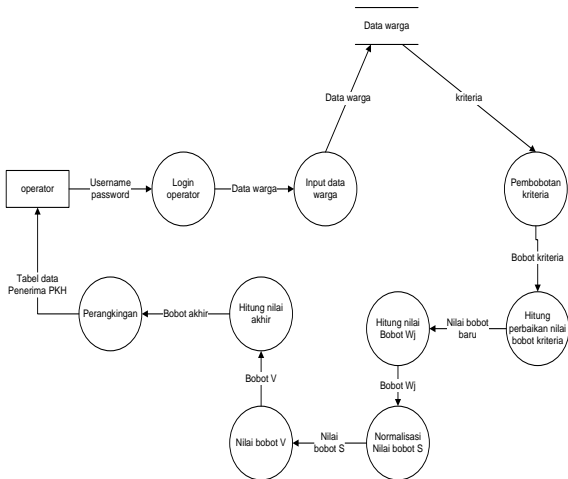 Data warga
Data warga
kriteria
operator
Username
password
Login
operator
Data warga
Input data
warga
Pembobotan
kriteria
Bobot kriteria
Tabel data
Penerima PKH
Perangkingan
Bobot akhir
Hitung nilai
akhir
Hitung nilai
Bobot Wj
Nilai bobot
baru
Hitung
perbaikan nilai
bobot kriteria
Bobot V
Bobot Wj
Nilai bobot V
Nilai
bobot S
Normalisasi
Nilai bobot S